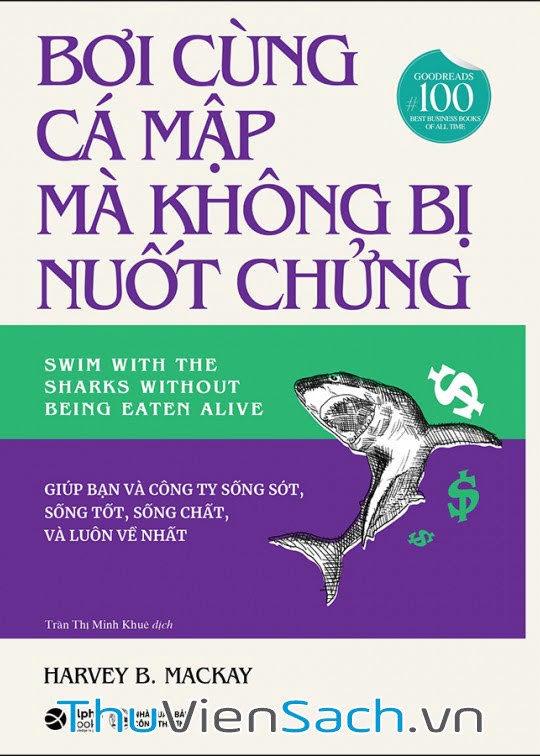 BƠI CÙNG
CÁ MẬP
MÀ KHÔNG BỊ
NUỐT CHỬNG
GOODREADS
#100
BEST BUSINESS BOOKS
OF ALL TIME
SWIM WITH THE
SHARKS WITHOUT
BEING EATEN ALIVE
GIÚP BẠN VÀ CÔNG TY SỐNG SÓT,
SỐNG TỐT, SỐNG CHẤT,
VÀ LUÔN VỀ NHẤT
Trần Thị Minh Khuê dịch
HARVEY B. MACKAY
ThuVienSach.vn